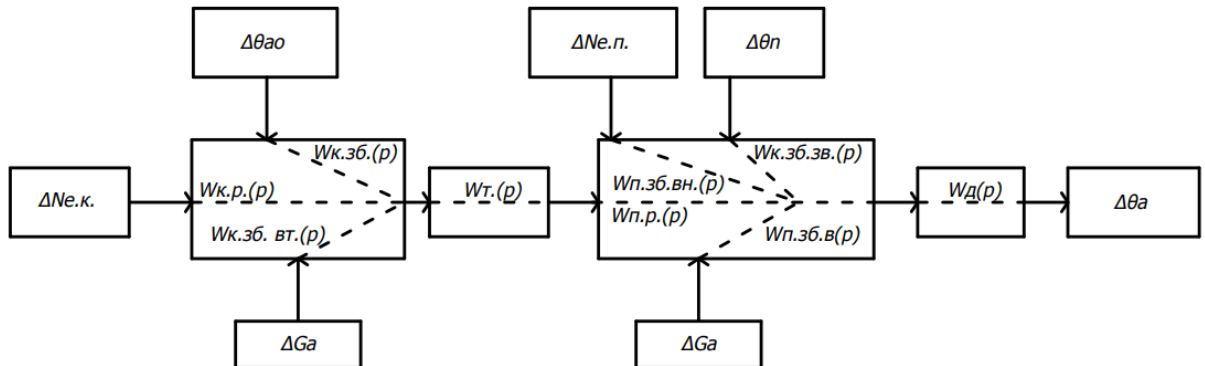 Δθао
ΔNе.п.
Δθп
Wк.зб.(р)
Wк.зб.зв.(р)
ΔNе.к.
Wк.р.(р)
Wт.(р)
Wп.зб.вн.(р)
Wд(р)
Δθа
Wп.р.(р)
Wк.зб. вт.(р)
Wп.зб.в(р)
ΔGа
ΔGа